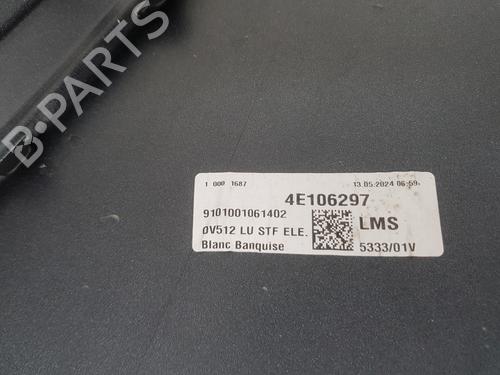 1 0001 1687 13.05.2024 06:59
4E106297
9101001061402
0V512 LU STF ELE. LMS
Blanc Banquise 5333/01V
B-PARTS